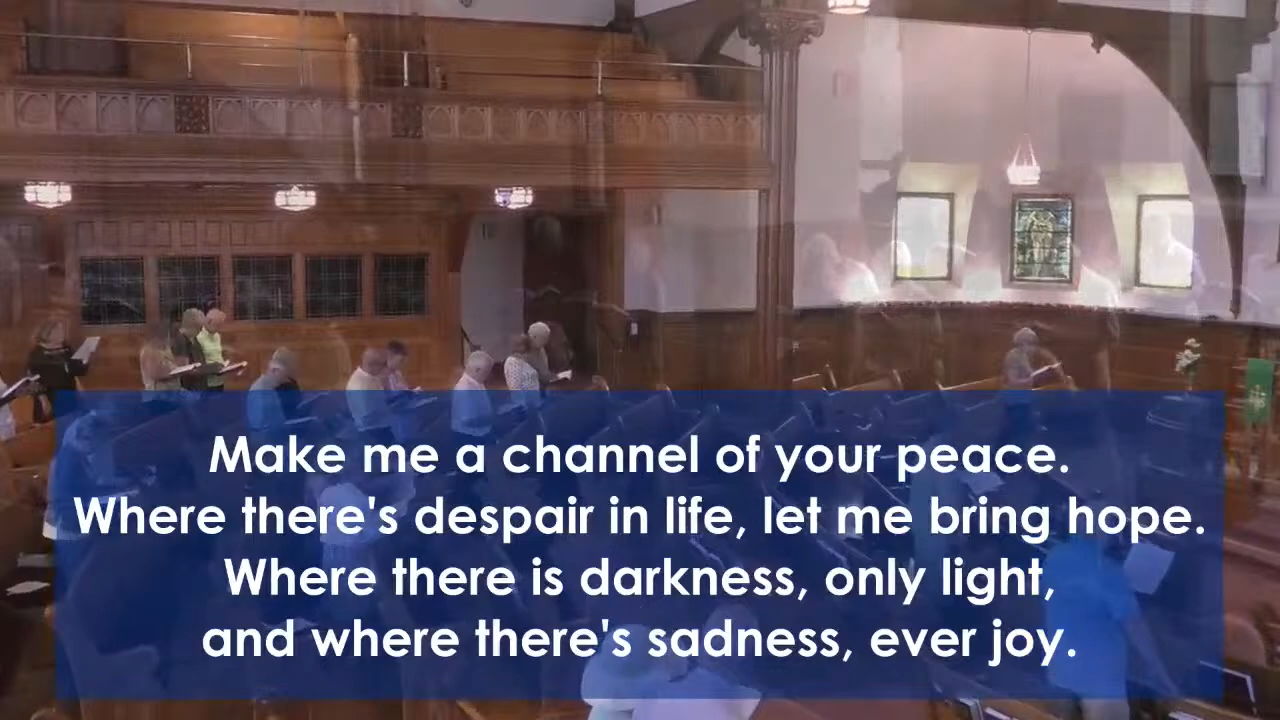 Make me a channel of your peace.
Where there's despair in life, let me bring hope.
Where there is darkness, only light,
and where there's sadness, ever joy.